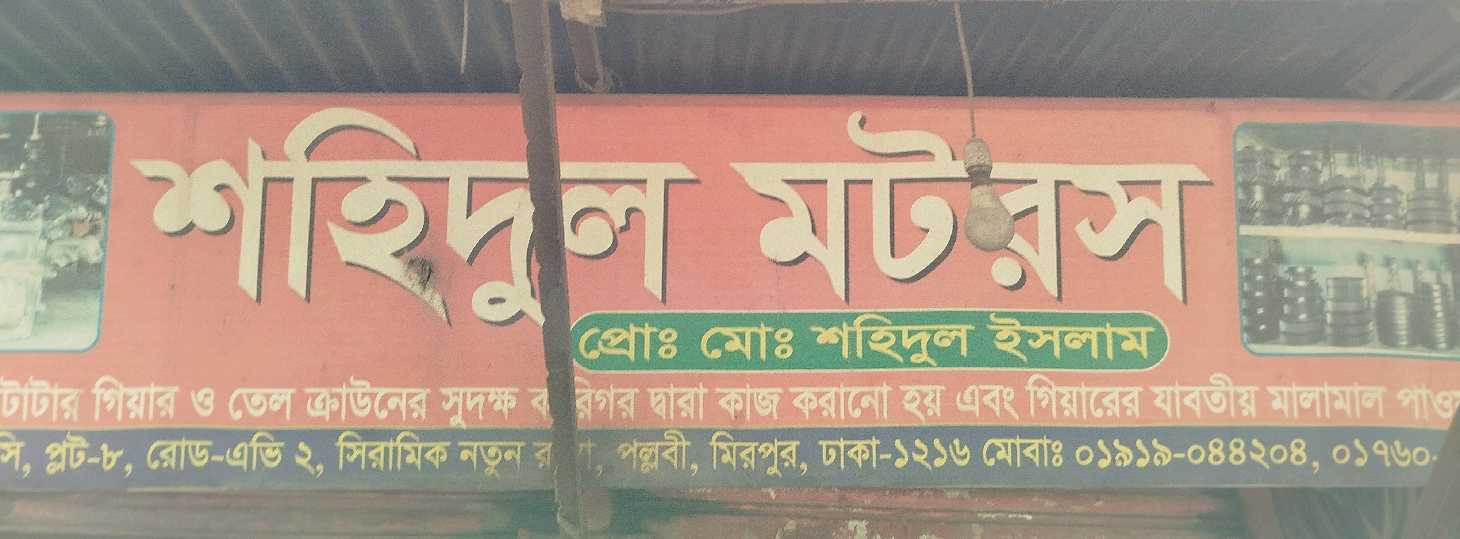 শহিদুল মটরস
প্রোঃ মোঃ শহিদুল ইসলাম
টাটার গিয়ার ও তেল ক্রাউনের সুদক্ষ কারিগর দ্বারা কাজ করানো হয় এবং গিয়ারের যাবতীয় মালামাল
সি, প্লট-৮, রোড-এভি ২, সিরামিক নতুন পল্লবী, মিরপুর, ঢাকা-১২১৬ মোবাঃ ০১৯১৯-০৪৪২০৪, ০১৭৬০-